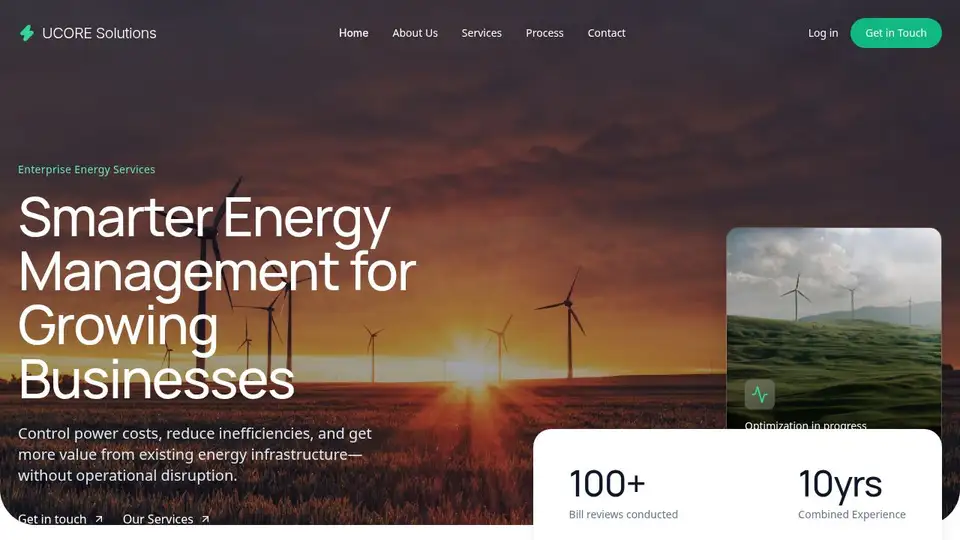 UCORE Solutions
Home
About Us
Services
Process
Contact
Log in
Get in Touch
Enterprise Energy Services
Smarter Energy
Management for
Growing
Businesses
Control power costs, reduce inefficiencies, and get
more value from existing energy infrastructure—
without operational disruption.
Get in touch
Our Services
Optimization in progress
100+
Bill reviews conducted
10yrs
Combined Experience